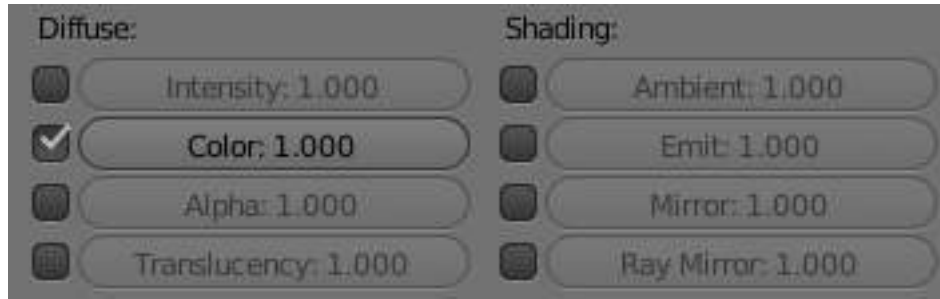 Diffuse:
Intensity: 1.000
Color: 1.000
Alpha: 1.000
Translucency: 1.000
Shading:
Ambient: 1.000
Emit: 1.000
Mirror: 1.000
Ray Mirror: 1.000